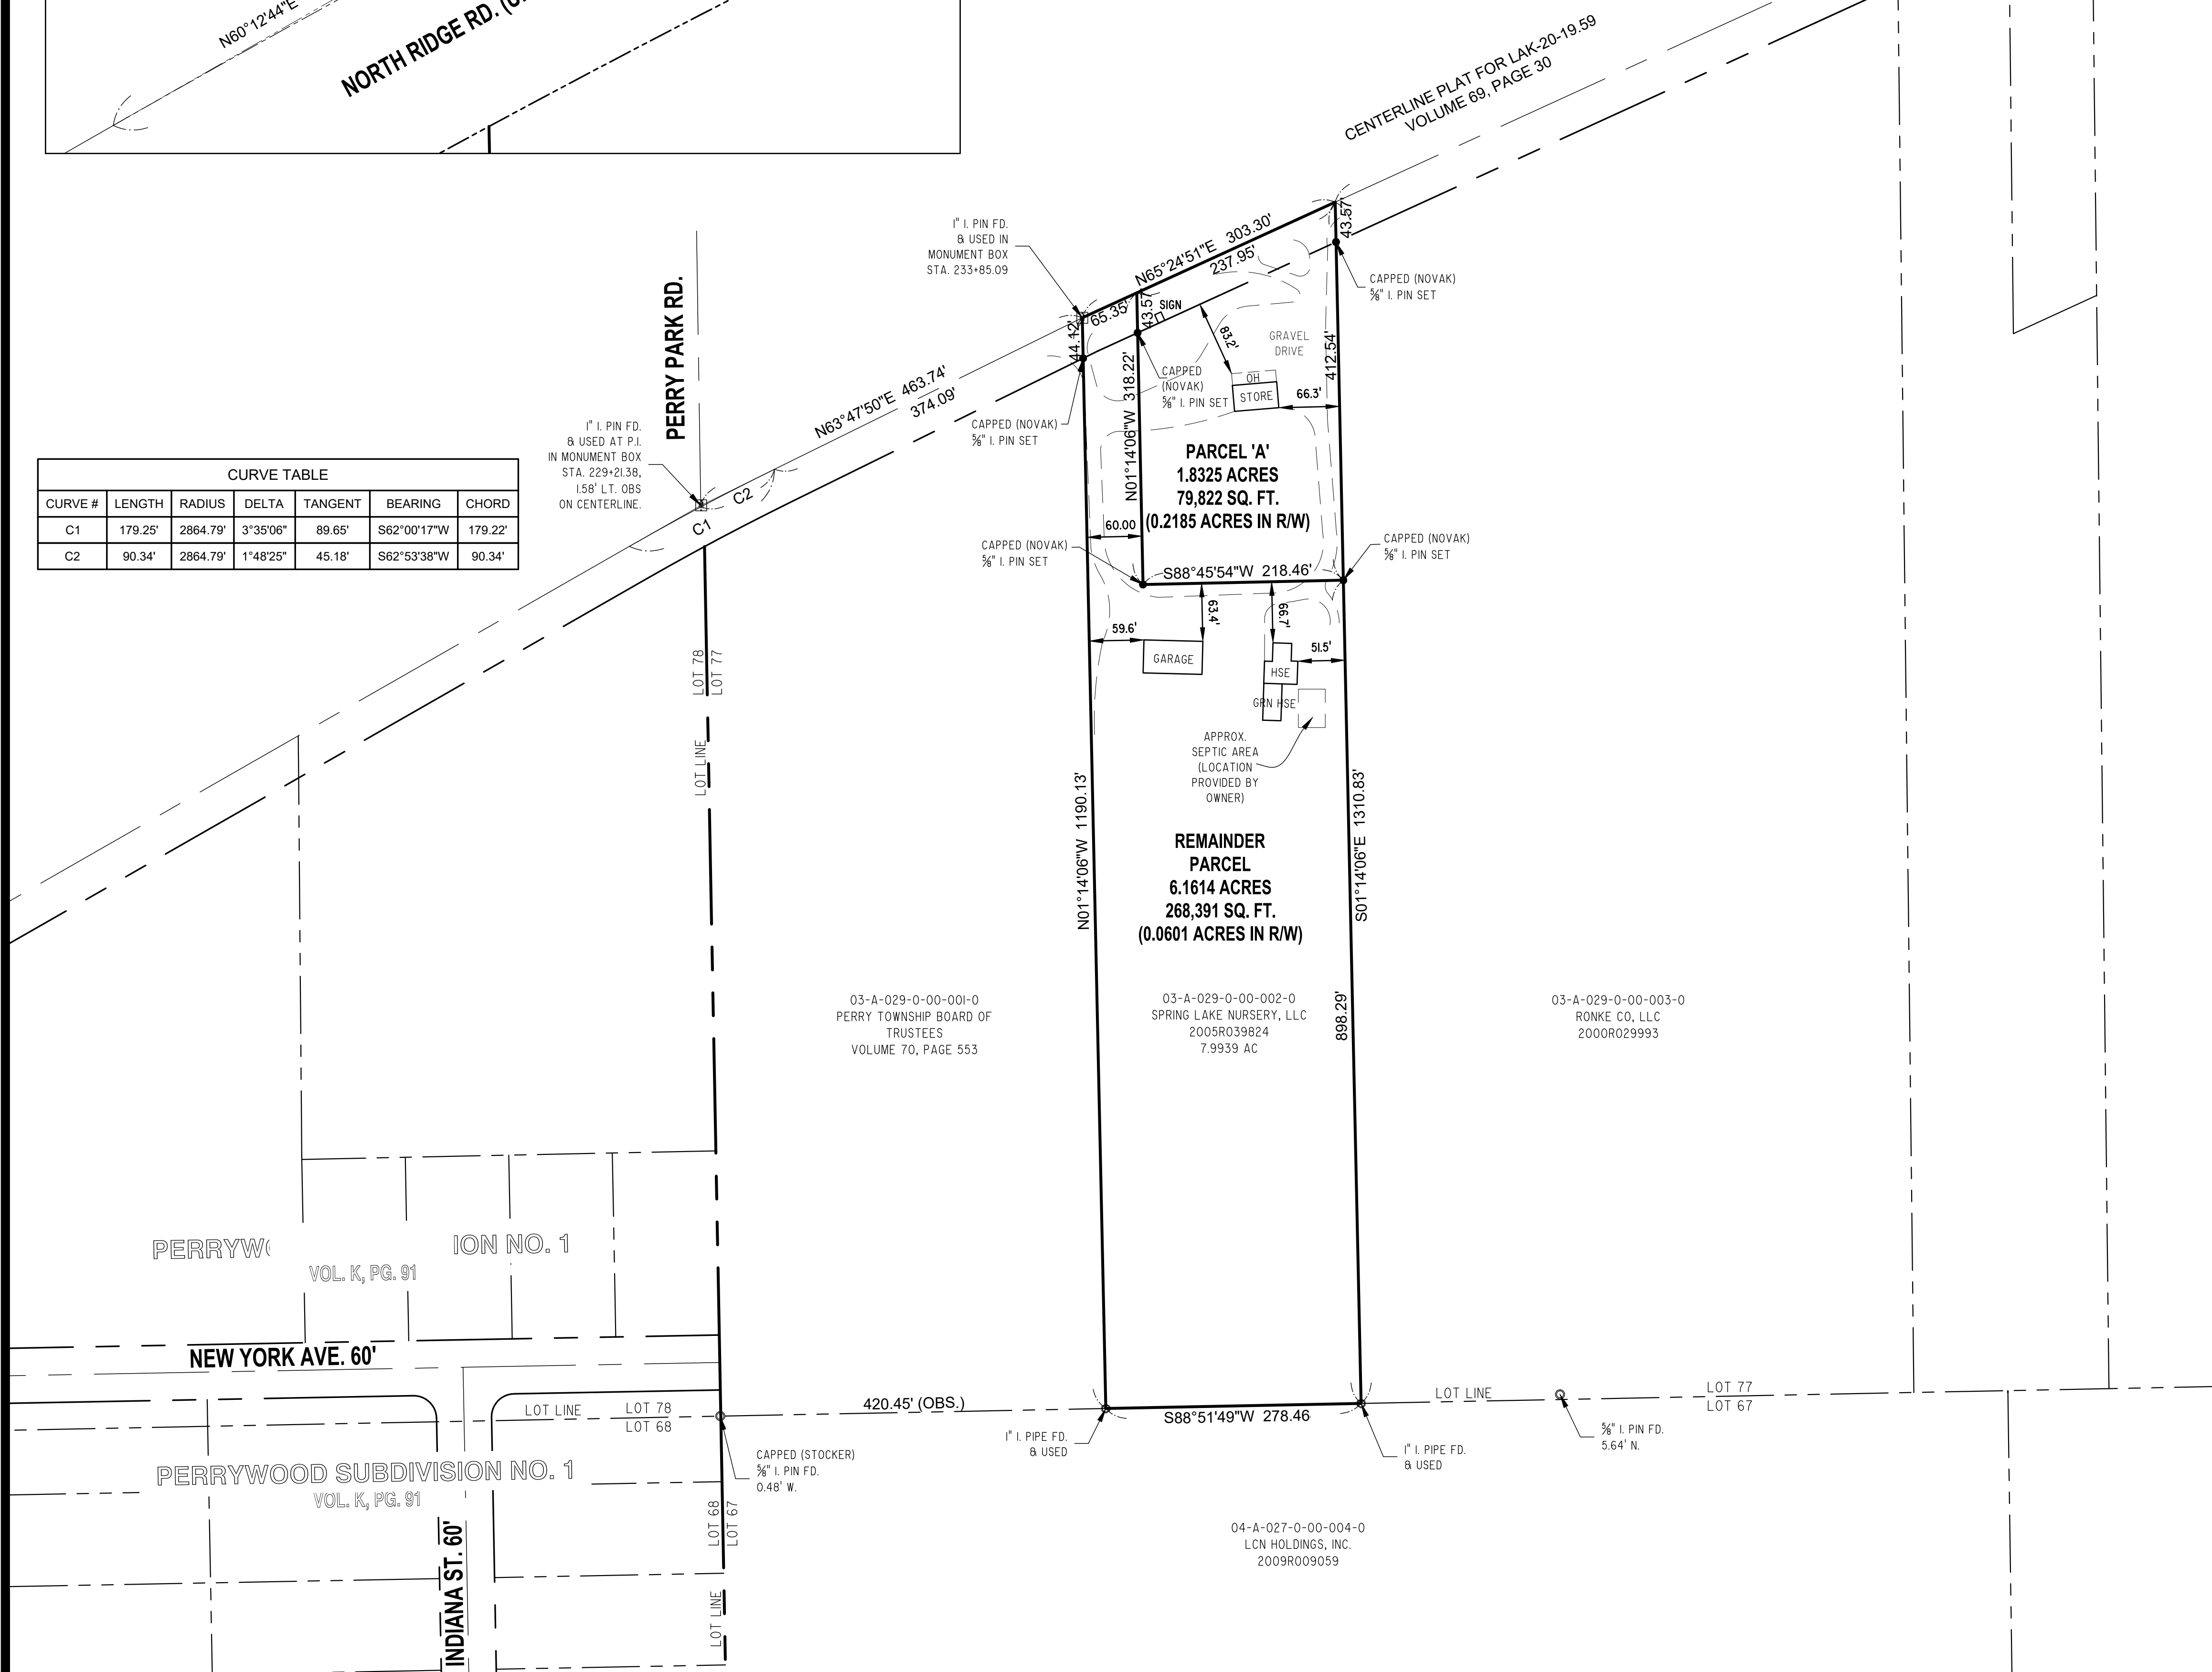 N60°12'44"E
NORTH RIDGE RD.
CENTERLINE PLAT FOR LAK-20-19.59
VOLUME 69, PAGE 30
PERRY PARK RD.
1" I. PIN FD.
& USED IN
MONUMENT BOX
STA. 233+85.09
N65°24'51"E 303.30'
237.95'
65.35'
43.57'
43.57'
44.12'
SIGN
CAPPED (NOVAK)
⅝" I. PIN SET
83.2'
GRAVEL
DRIVE
412.54'
OH
STORE
66.3'
CAPPED
(NOVAK)
⅝" I. PIN SET
N01°14'06"W 318.22'
CAPPED (NOVAK)
⅝" I. PIN SET
N63°47'50"E 463.74'
374.09'
1" I. PIN FD.
& USED AT P.I.
IN MONUMENT BOX
STA. 229+21.38,
1.58' LT. OBS
ON CENTERLINE.
C2
C1
CURVE TABLE
CURVE # LENGTH RADIUS DELTA TANGENT BEARING CHORD
C1 179.25' 2864.79' 3°35'06" 89.65' S62°00'17"W 179.22'
C2 90.34' 2864.79' 1°48'25" 45.18' S62°53'38"W 90.34'
PARCEL 'A'
1.8325 ACRES
79,822 SQ. FT.
(0.2185 ACRES IN R/W)
60.00
CAPPED (NOVAK)
⅝" I. PIN SET
CAPPED (NOVAK)
⅝" I. PIN SET
S88°45'54"W 218.46'
63.4'
66.7'
59.6'
51.5'
GARAGE
HSE
GRN HSE
APPROX.
SEPTIC AREA
(LOCATION
PROVIDED BY
OWNER)
LOT 78
LOT 77
LOT LINE
N01°14'06"W 1190.13'
S01°14'06"E 1310.83'
REMAINDER
PARCEL
6.1614 ACRES
268,391 SQ. FT.
(0.0601 ACRES IN R/W)
898.29'
03-A-029-0-00-001-0
PERRY TOWNSHIP BOARD OF
TRUSTEES
VOLUME 70, PAGE 553
03-A-029-0-00-002-0
SPRING LAKE NURSERY, LLC
2005R039824
7.9939 AC
03-A-029-0-00-003-0
RONKE CO, LLC
2000R029993
PERRYW
ION NO. 1
VOL. K, PG. 91
NEW YORK AVE. 60'
LOT LINE
LOT 78
LOT 68
420.45' (OBS.)
S88°51'49"W 278.46
LOT LINE
LOT 77
LOT 67
1" I. PIPE FD.
& USED
1" I. PIPE FD.
& USED
⅝" I. PIN FD.
5.64' N.
CAPPED (STOCKER)
⅝" I. PIN FD.
0.48' W.
PERRYWOOD SUBDIVISION NO. 1
VOL. K, PG. 91
INDIANA ST. 60'
LOT 68
LOT 67
LOT LINE
04-A-027-0-00-004-0
LCN HOLDINGS, INC.
2009R009059